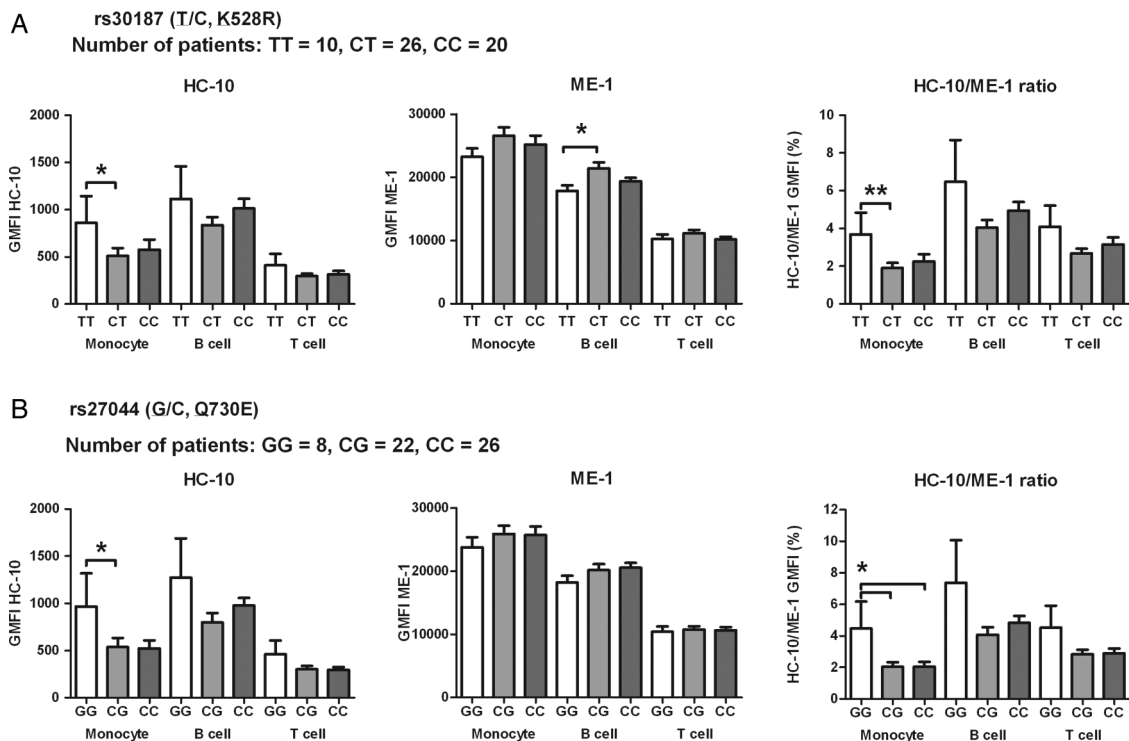 A
rs30187 (T/C, K528R)
Number of patients: TT = 10, CT = 26, CC = 20
HC-10
GMFI HC-10
2000
1500
1000
500
0
*
TT CT CC TT CT CC TT CT CC
Monocyte B cell T cell
ME-1
GMFI ME-1
30000
20000
10000
0
*
TT CT CC TT CT CC TT CT CC
Monocyte B cell T cell
HC-10/ME-1 ratio
HC-10/ME-1 GMFI (%)
10
8
6
4
2
0
**
TT CT CC TT CT CC TT CT CC
Monocyte B cell T cell
B
rs27044 (G/C, Q730E)
Number of patients: GG = 8, CG = 22, CC = 26
HC-10
GMFI HC-10
2000
1500
1000
500
0
*
GG CG CC GG CG CC GG CG CC
Monocyte B cell T cell
ME-1
GMFI ME-1
30000
20000
10000
0
GG CG CC GG CG CC GG CG CC
Monocyte B cell T cell
HC-10/ME-1 ratio
HC-10/ME-1 GMFI (%)
12
10
8
6
4
2
0
*
GG CG CC GG CG CC GG CG CC
Monocyte B cell T cell